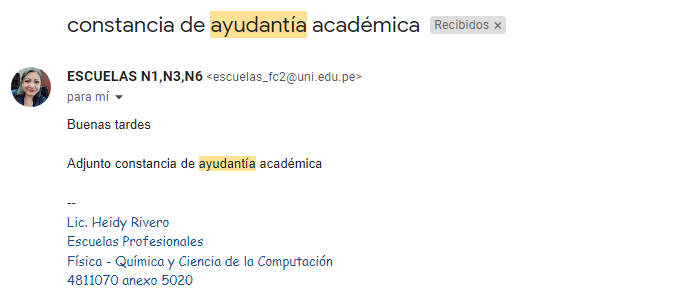 constancia de ayudantía académica Recibidos ×
ESCUELAS N1,N3,N6 <escuelas_fc2@uni.edu.pe>
para mí
Buenas tardes
Adjunto constancia de ayudantía académica
--
Lic. Heidy Rivero
Escuelas Profesionales
Física - Química y Ciencia de la Computación
4811070 anexo 5020